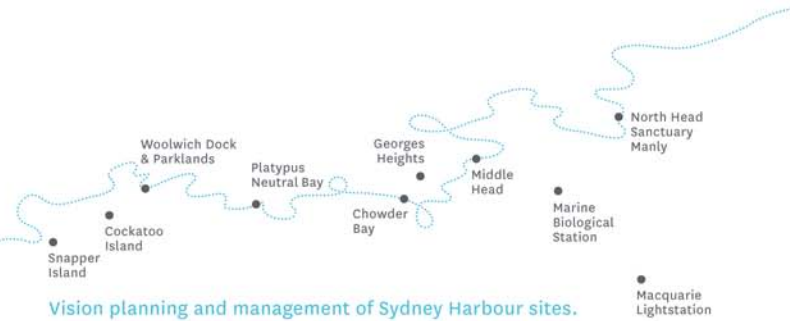 North Head
Sanctuary
Manly
Woolwich Dock
& Parklands
Georges
Heights
Platypus
Neutral Bay
Middle
Head
Chowder
Bay
Marine
Biological
Station
Cockatoo
Island
Snapper
Island
Macquarie
Lightstation
Vision planning and management of Sydney Harbour sites.